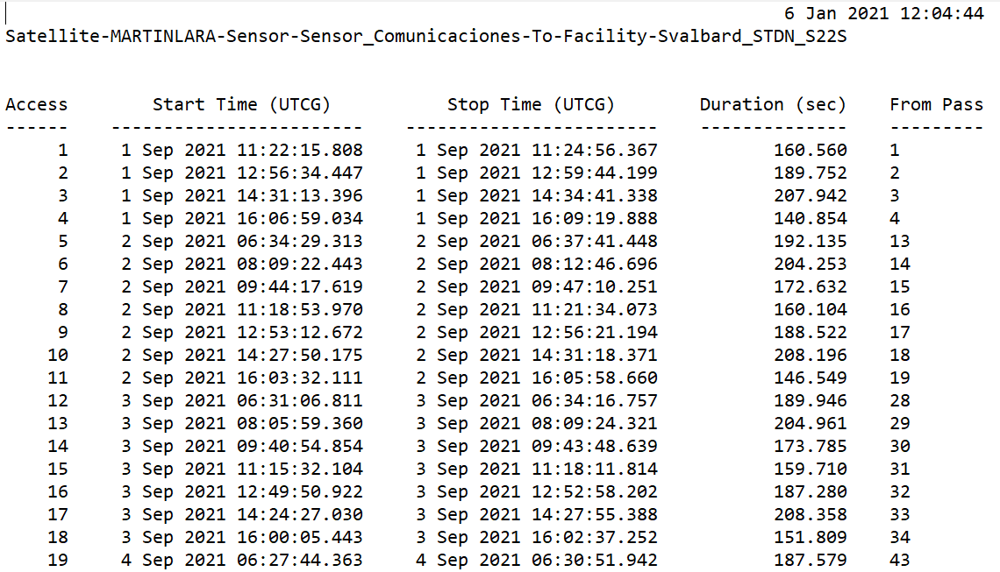 6 Jan 2021 12:04:44
Satellite-MARTINLARA-Sensor-Sensor_Comunicaciones-To-Facility-Svalbard_STDN_S22S
Access Start Time (UTCG) Stop Time (UTCG) Duration (sec) From Pass
------ ------------------------ ------------------------ -------------- ---------
1 1 Sep 2021 11:22:15.808 1 Sep 2021 11:24:56.367 160.560 1
2 1 Sep 2021 12:56:34.447 1 Sep 2021 12:59:44.199 189.752 2
3 1 Sep 2021 14:31:13.396 1 Sep 2021 14:34:41.338 207.942 3
4 1 Sep 2021 16:06:59.034 1 Sep 2021 16:09:19.888 140.854 4
5 2 Sep 2021 06:34:29.313 2 Sep 2021 06:37:41.448 192.135 13
6 2 Sep 2021 08:09:22.443 2 Sep 2021 08:12:46.696 204.253 14
7 2 Sep 2021 09:44:17.619 2 Sep 2021 09:47:10.251 172.632 15
8 2 Sep 2021 11:18:53.970 2 Sep 2021 11:21:34.073 160.104 16
9 2 Sep 2021 12:53:12.672 2 Sep 2021 12:56:21.194 188.522 17
10 2 Sep 2021 14:27:50.175 2 Sep 2021 14:31:18.371 208.196 18
11 2 Sep 2021 16:03:32.111 2 Sep 2021 16:05:58.660 146.549 19
12 3 Sep 2021 06:31:06.811 3 Sep 2021 06:34:16.757 189.946 28
13 3 Sep 2021 08:05:59.360 3 Sep 2021 08:09:24.321 204.961 29
14 3 Sep 2021 09:40:54.854 3 Sep 2021 09:43:48.639 173.785 30
15 3 Sep 2021 11:15:32.104 3 Sep 2021 11:18:11.814 159.710 31
16 3 Sep 2021 12:49:50.922 3 Sep 2021 12:52:58.202 187.280 32
17 3 Sep 2021 14:24:27.030 3 Sep 2021 14:27:55.388 208.358 33
18 3 Sep 2021 16:00:05.443 3 Sep 2021 16:02:37.252 151.809 34
19 4 Sep 2021 06:27:44.363 4 Sep 2021 06:30:51.942 187.579 43